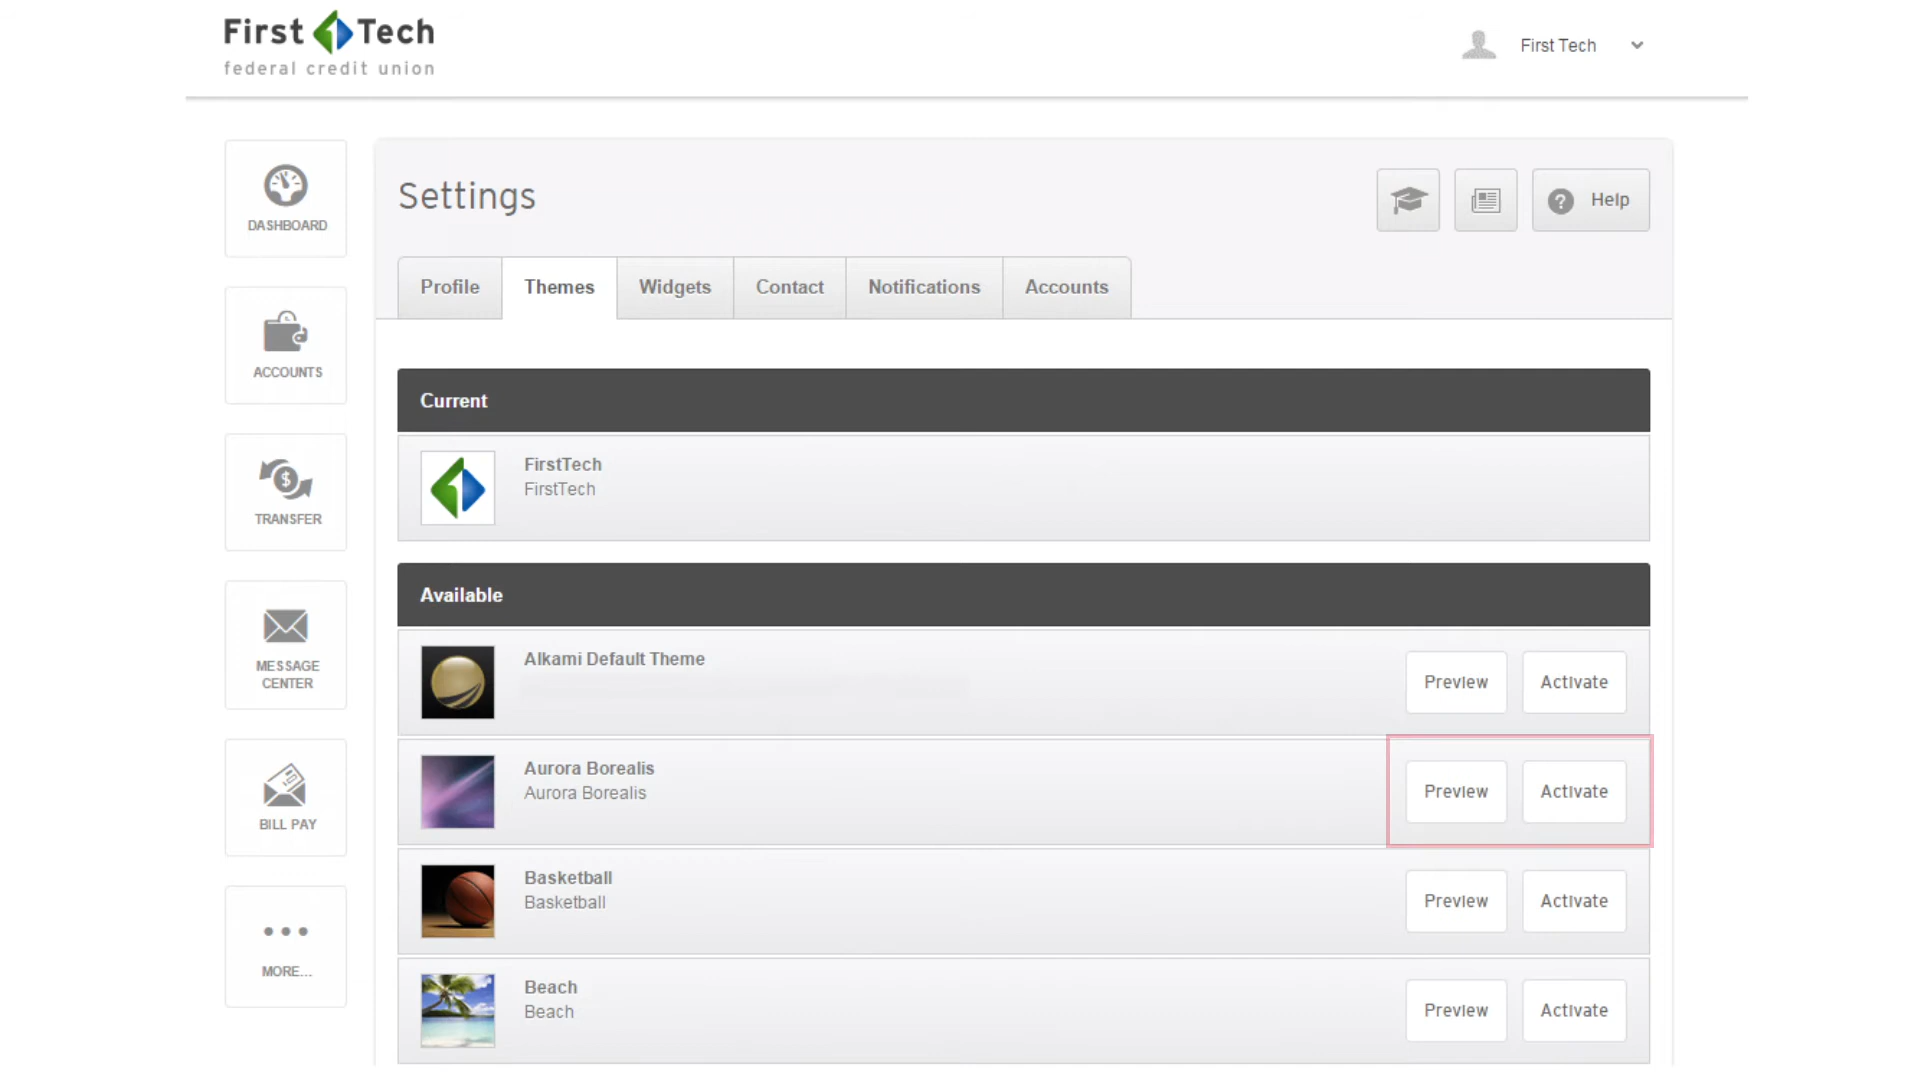 First Tech
federal credit union
First Tech
DASHBOARD
ACCOUNTS
TRANSFER
MESSAGE
CENTER
BILL PAY
MORE...
Settings
Help
Profile
Themes
Widgets
Contact
Notifications
Accounts
Current
FirstTech
FirstTech
Available
Alkami Default Theme
Preview
Activate
Aurora Borealis
Aurora Borealis
Preview
Activate
Basketball
Basketball
Preview
Activate
Beach
Beach
Preview
Activate